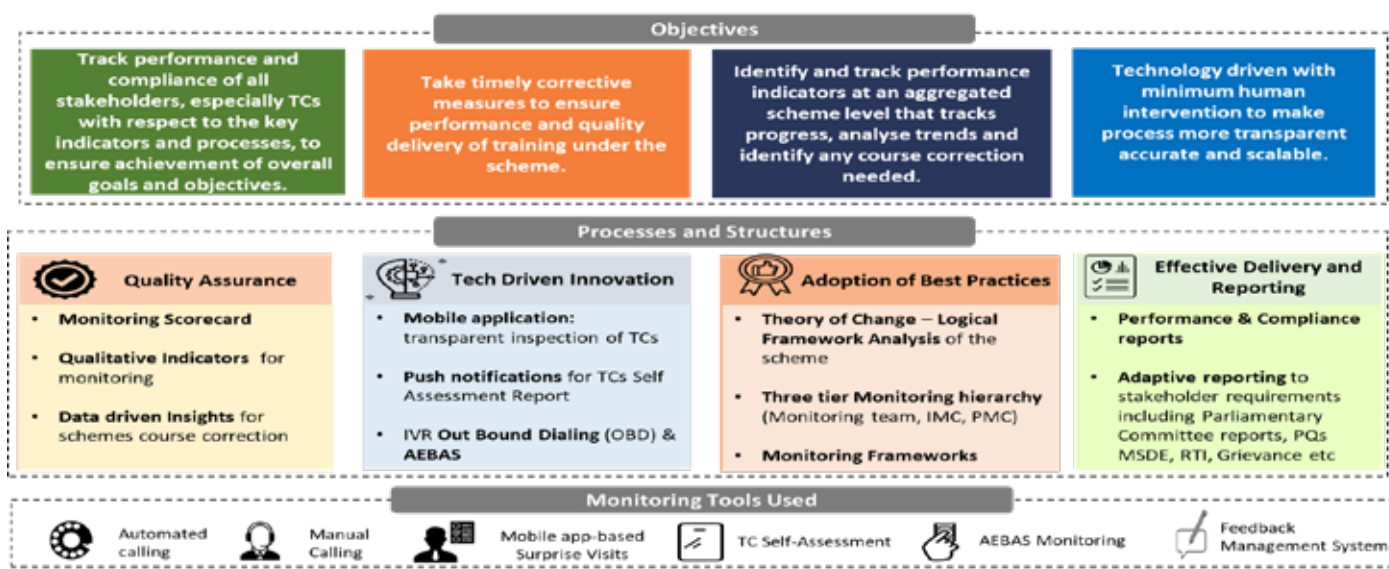 Objectives
Track performance and
compliance of all
stakeholders, especially TCs
with respect to the key
indicators and processes, to
ensure achievement of overall
goals and objectives.
Take timely corrective
measures to ensure
performance and quality
delivery of training under the
scheme.
Identify and track performance
indicators at an aggregated
scheme level that tracks
progress, analyse trends and
identify any course correction
needed.
Technology driven with
minimum human
intervention to make
process more transparent
accurate and scalable.
Processes and Structures
Quality Assurance
• Monitoring Scorecard
• Qualitative Indicators for
monitoring
• Data driven Insights for
schemes course correction
Tech Driven Innovation
• Mobile application:
transparent inspection of TCs
• Push notifications for TCs Self
Assessment Report
• IVR Out Bound Dialing (OBD) &
AEBAS
Adoption of Best Practices
• Theory of Change – Logical
Framework Analysis of the
scheme
• Three tier Monitoring hierarchy
(Monitoring team, IMC, PMC)
• Monitoring Frameworks
Effective Delivery and
Reporting
• Performance & Compliance
reports
• Adaptive reporting to
stakeholder requirements
including Parliamentary
Committee reports, PQs
MSDE, RTI, Grievance etc
Monitoring Tools Used
Automated
calling
Manual
Calling
Mobile app-based
Surprise Visits
TC Self-Assessment
AEBAS Monitoring
Feedback
Management System